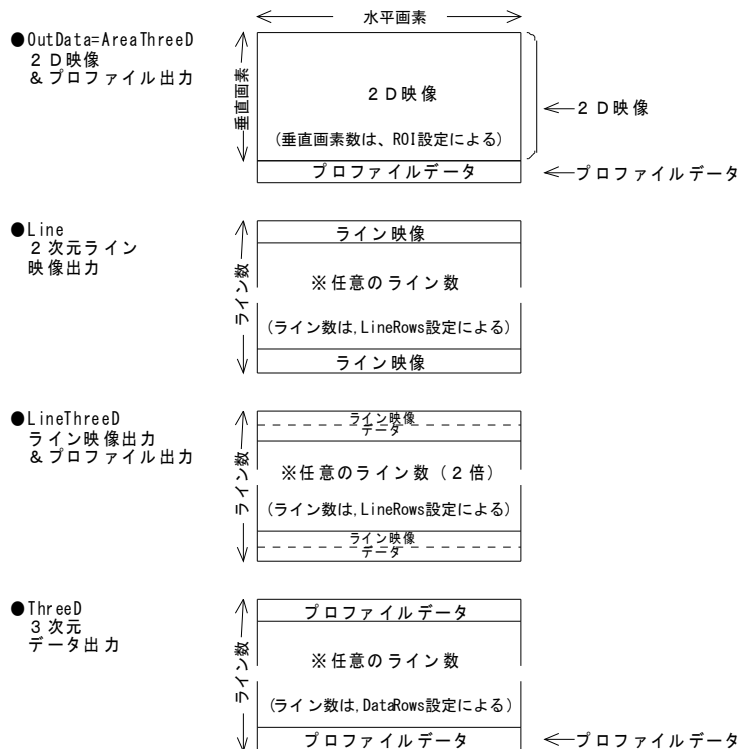 水平画素
●OutData=AreaThreeD
2D映像
&プロファイル出力
垂直画素
2D映像
(垂直画素数は、ROI設定による)
プロファイルデータ
2D映像
プロファイルデータ
●Line
2次元ライン
映像出力
ライン数
ライン映像
※任意のライン数
(ライン数は,LineRows設定による)
ライン映像
●LineThreeD
ライン映像出力
&プロファイル出力
ライン数
ライン映像
データ
※任意のライン数(2倍)
(ライン数は,LineRows設定による)
ライン映像
データ
●ThreeD
3次元
データ出力
ライン数
プロファイルデータ
※任意のライン数
(ライン数は,DataRows設定による)
プロファイルデータ
プロファイルデータ